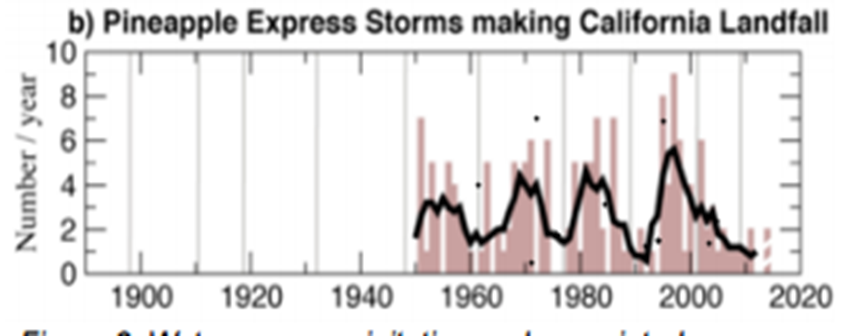 b) Pineapple Express Storms making California Landfall
Number / year
10
8
6
4
2
0
1900 1920 1940 1960 1980 2000 2020